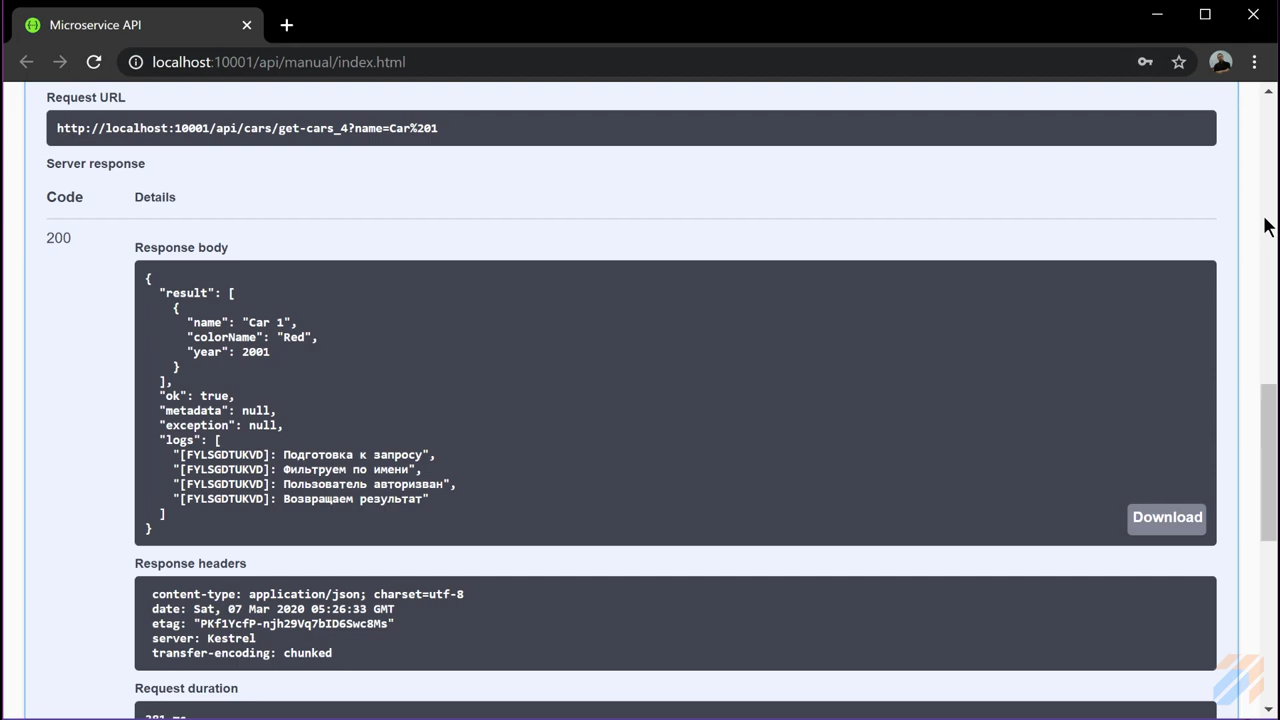 Microservice API
localhost:10001/api/manual/index.html
Request URL
http://localhost:10001/api/cars/get-cars_4?name=Car%201
Server response
Code Details
200
Response body
{
  "result": [
    {
      "name": "Car 1",
      "colorName": "Red",
      "year": 2001
    }
  ],
  "ok": true,
  "metadata": null,
  "exception": null,
  "logs": [
    "[FYLSGDTUKVD]: Подготовка к запросу",
    "[FYLSGDTUKVD]: Фильтруем по имени",
    "[FYLSGDTUKVD]: Пользователь авторизван",
    "[FYLSGDTUKVD]: Возвращаем результат"
  ]
}
Download
Response headers
content-type: application/json; charset=utf-8
date: Sat, 07 Mar 2020 05:26:33 GMT
etag: "PKf1YcfP-njh29Vq7bID6Swc8Ms"
server: Kestrel
transfer-encoding: chunked
Request duration